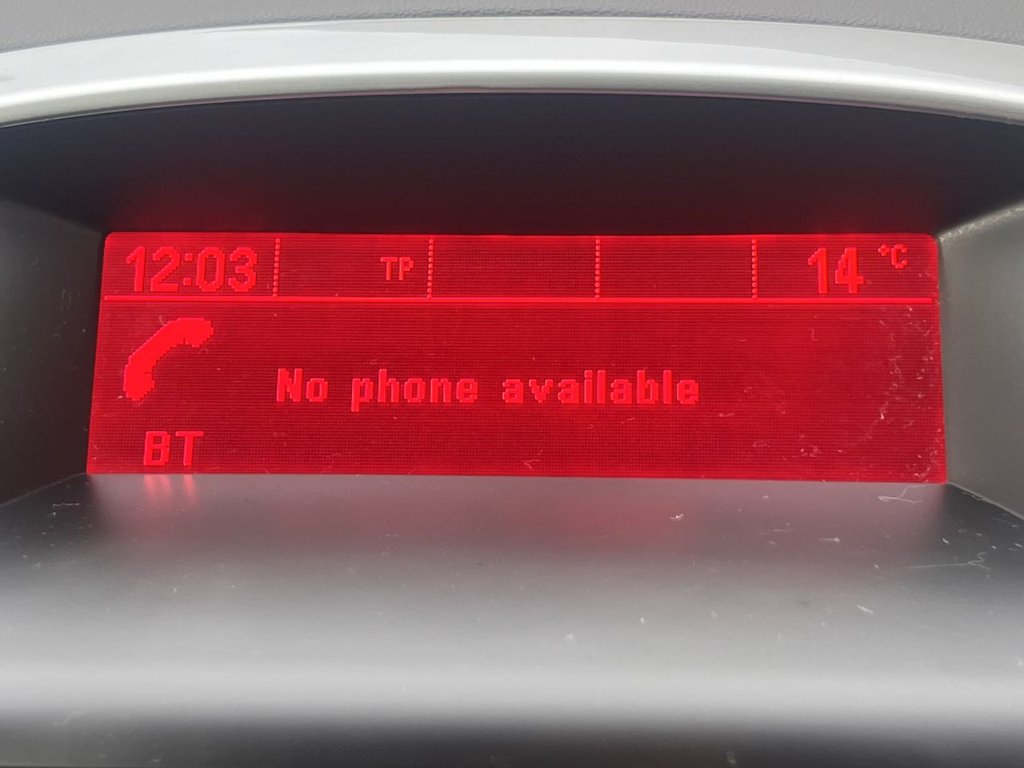 12:03 TP 14 °C
No phone available
BT